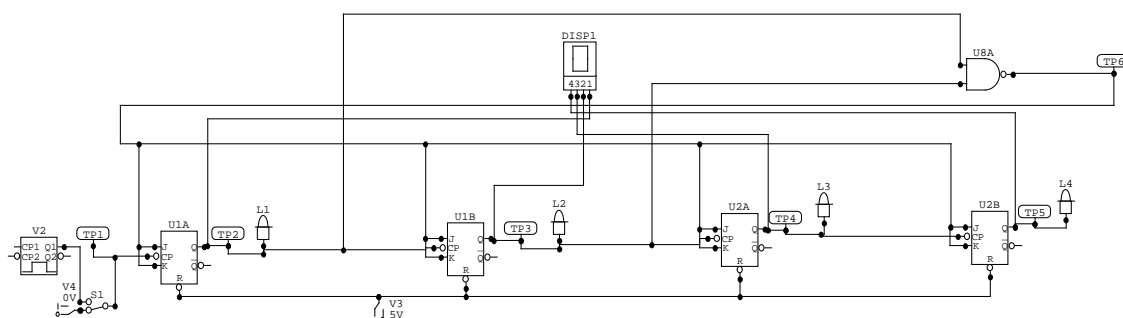 DISP1
4321
U8A
TP6
V2
CP1 Q1
CP2 Q2
TP1
V4
0V
S1
U1A
J Q
CP
K Q
R
TP2
L1
V3
5V
U1B
J Q
CP
K Q
R
TP3
L2
U2A
J Q
CP
K Q
R
TP4
L3
U2B
J Q
CP
K Q
R
TP5
L4